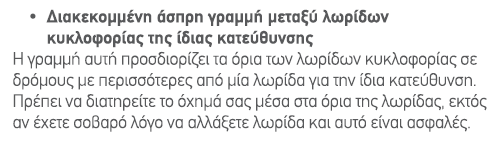 • Διακεκομμένη άσπρη γραμμή μεταξύ λωρίδων
κυκλοφορίας της ίδιας κατεύθυνσης
Η γραμμή αυτή προσδιορίζει τα όρια των λωρίδων κυκλοφορίας σε
δρόμους με περισσότερες από μία λωρίδα για την ίδια κατεύθυνση.
Πρέπει να διατηρείτε το όχημά σας μέσα στα όρια της λωρίδας, εκτός
αν έχετε σοβαρό λόγο να αλλάξετε λωρίδα και αυτό είναι ασφαλές.